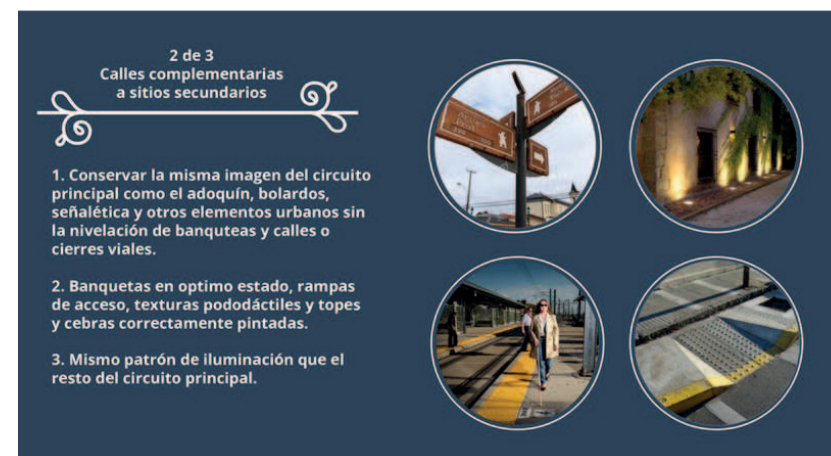 2 de 3
Calles complementarias
a sitios secundarios
1. Conservar la misma imagen del circuito
principal como el adoquín, bolardos,
señalética y otros elementos urbanos sin
la nivelación de banquteas y calles o
cierres viales.
2. Banquetas en optimo estado, rampas
de acceso, texturas pododáctiles y topes
y cebras correctamente pintadas.
3. Mismo patrón de iluminación que el
resto del circuito principal.